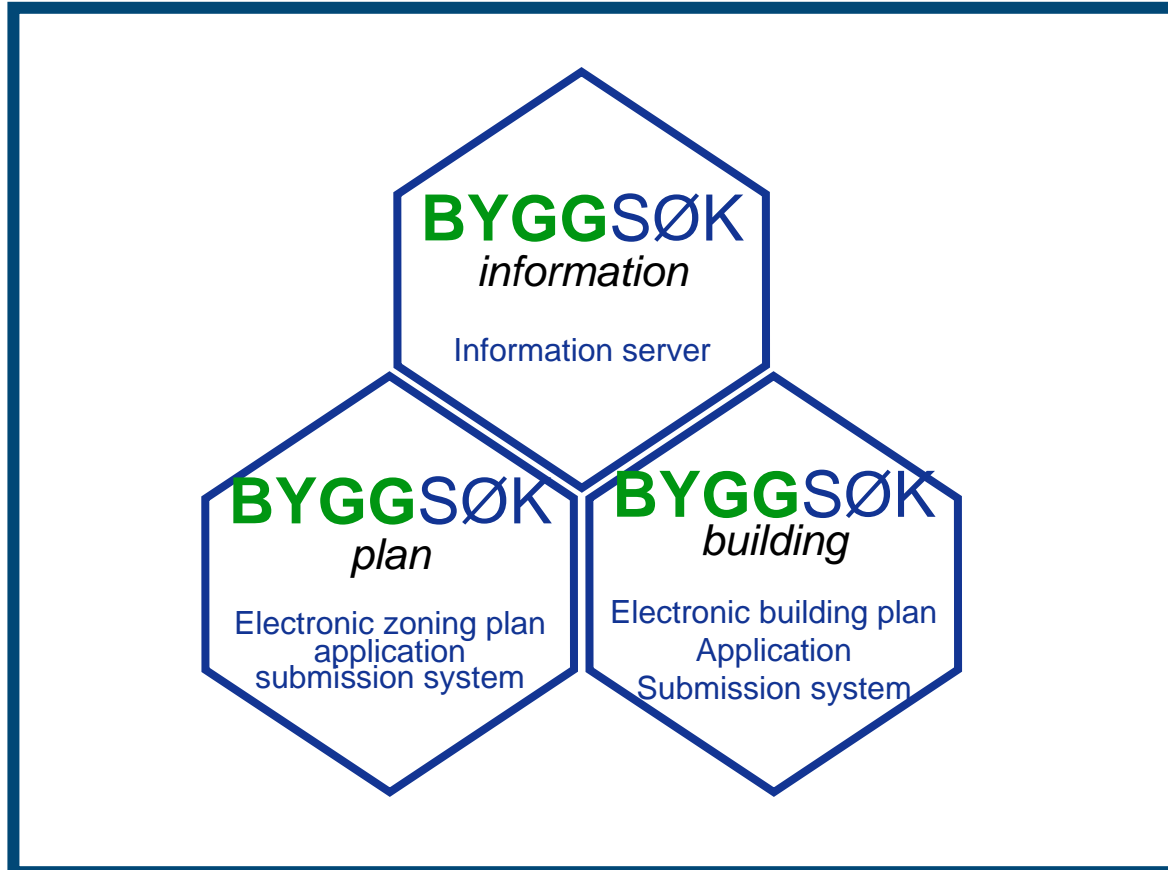 BYGGSØK
information
Information server
BYGGSØK
plan
Electronic zoning plan
application
submission system
BYGGSØK
building
Electronic building plan
Application
Submission system